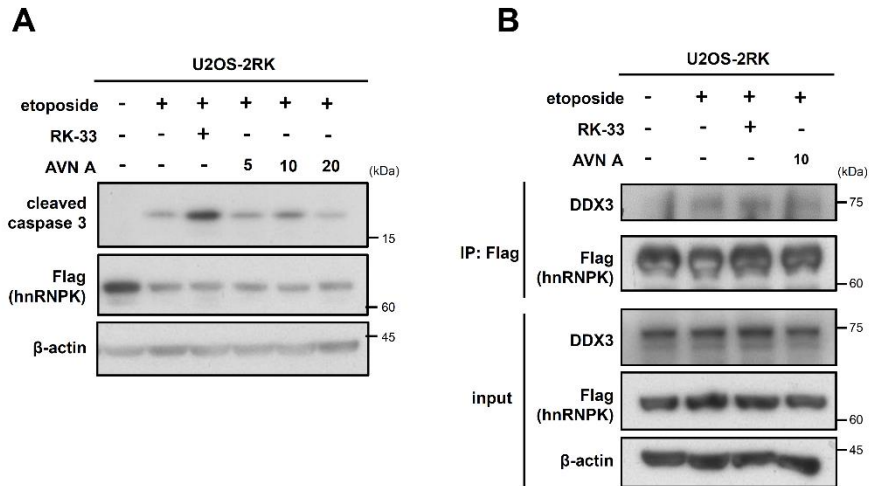 A
U2OS-2RK
etoposide - + + + + +
RK-33 - - + - - -
AVN A - - - 5 10 20 (kDa)
cleaved
caspase 3
15
Flag
(hnRNPK)
60
β-actin
45
B
U2OS-2RK
etoposide - + + +
RK-33 - - + -
AVN A - - - 10 (kDa)
IP: Flag
DDX3
75
Flag
(hnRNPK)
60
input
DDX3
75
Flag
(hnRNPK)
60
β-actin
45